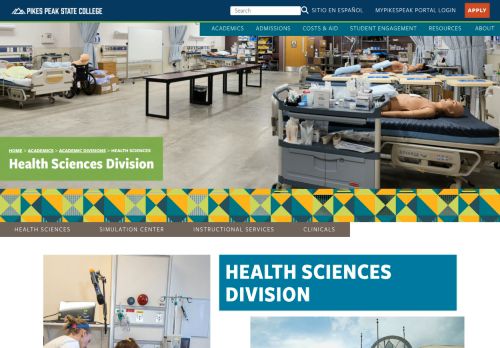 PIKES PEAK STATE COLLEGE
Search
SITIO EN ESPAÑOL
MYPIKESPEAK PORTAL LOGIN
APPLY
ACADEMICS
ADMISSIONS
COSTS & AID
STUDENT ENGAGEMENT
RESOURCES
ABOUT
HOME > ACADEMICS > ACADEMIC DIVISIONS > HEALTH SCIENCES
Health Sciences Division
HEALTH SCIENCES
SIMULATION CENTER
INSTRUCTIONAL SERVICES
CLINICALS
HEALTH SCIENCES
DIVISION